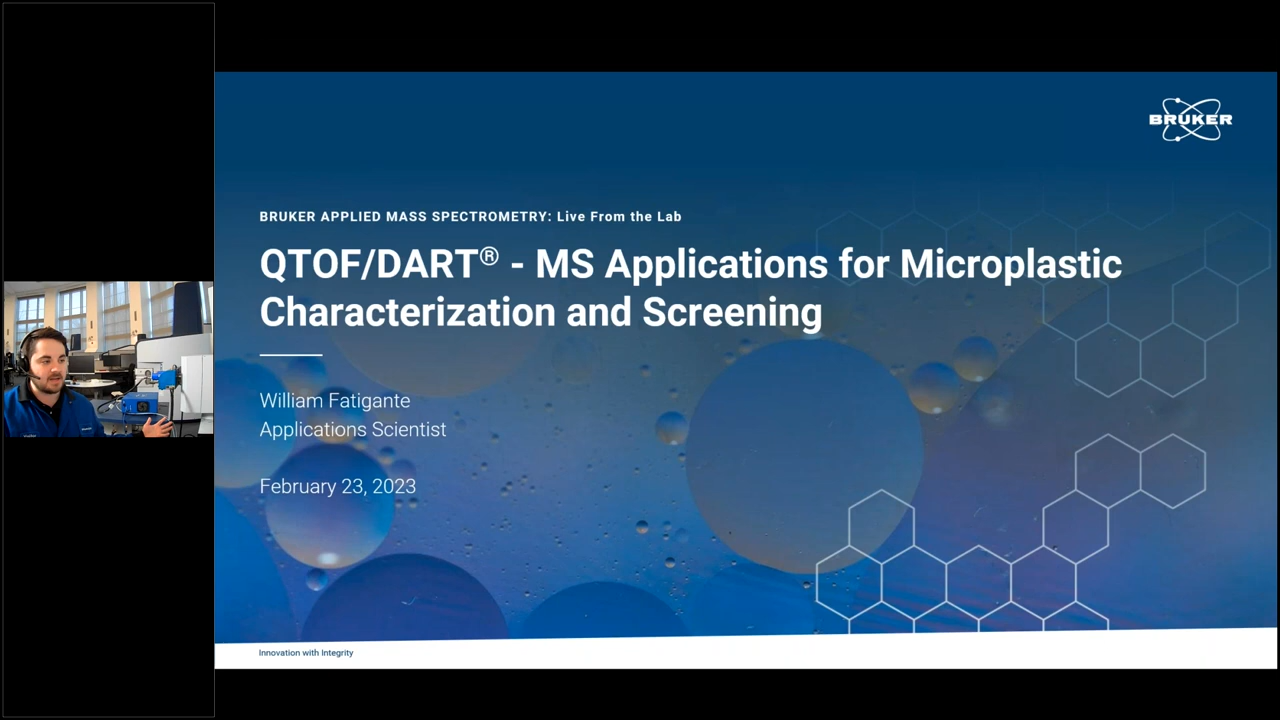 BRUKER
BRUKER APPLIED MASS SPECTROMETRY: Live From the Lab
QTOF/DART® - MS Applications for Microplastic
Characterization and Screening
William Fatigante
Applications Scientist
February 23, 2023
Innovation with Integrity